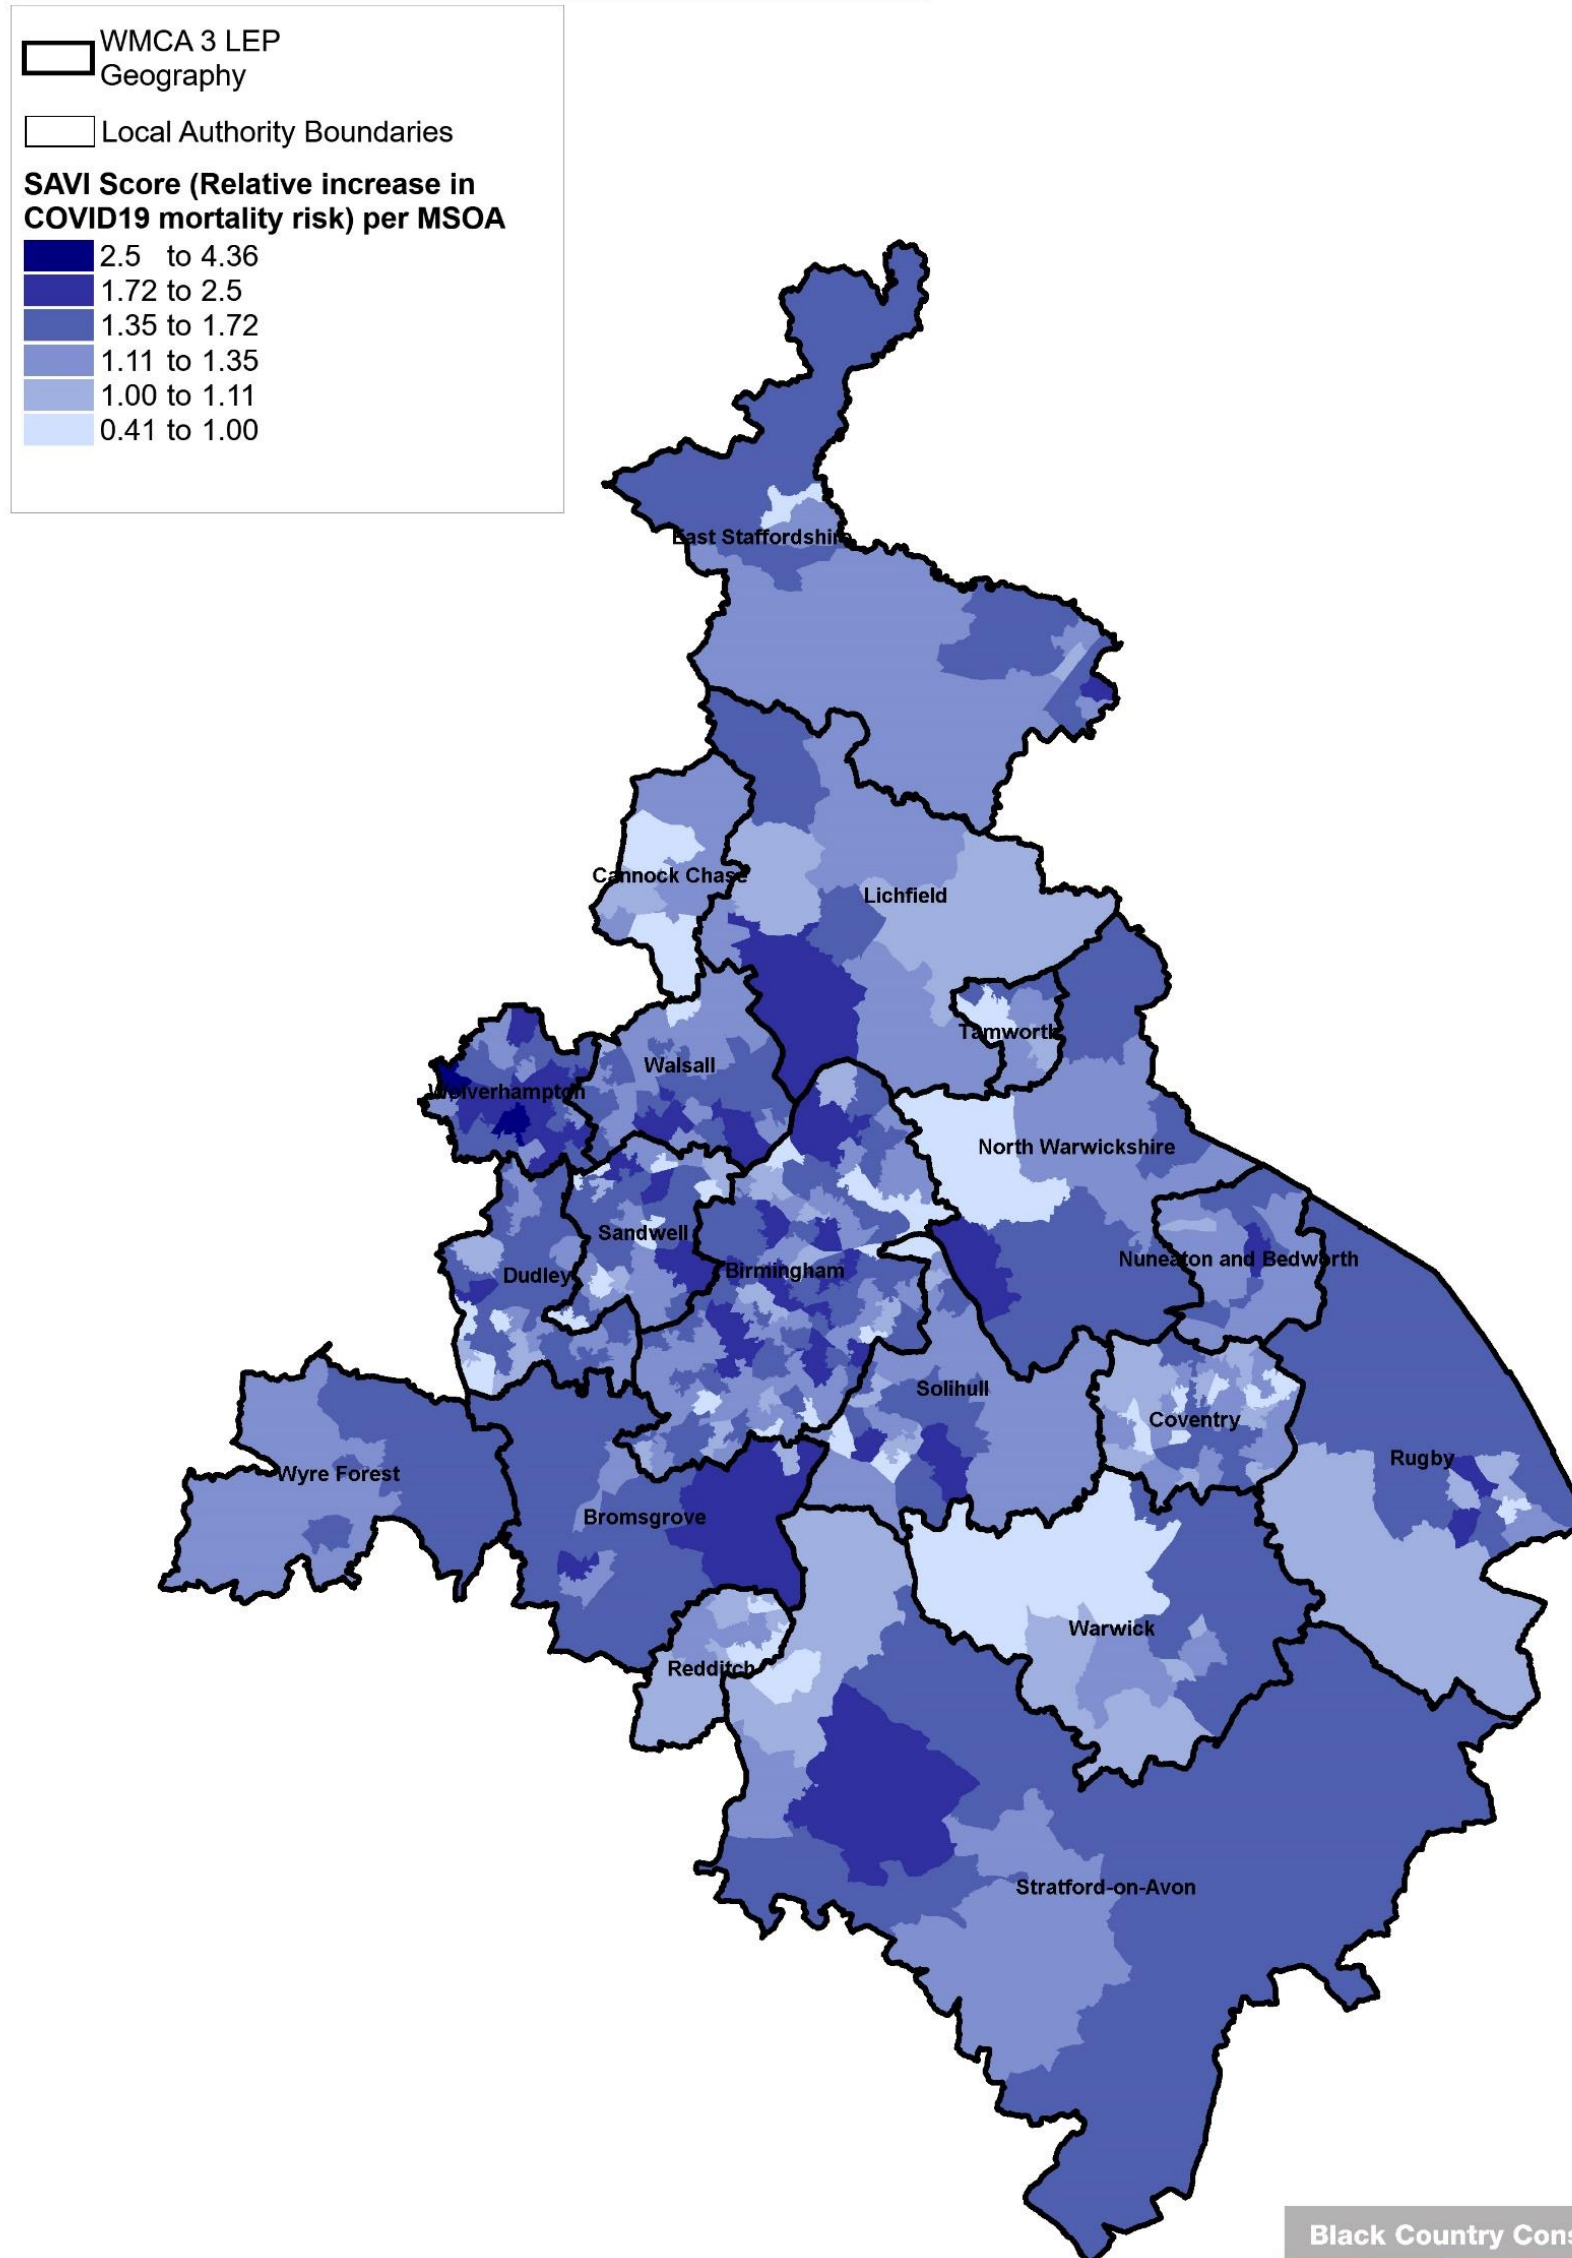 WMCA 3 LEP
Geography
Local Authority Boundaries
SAVI Score (Relative increase in
COVID19 mortality risk) per MSOA
2.5 to 4.36
1.72 to 2.5
1.35 to 1.72
1.11 to 1.35
1.00 to 1.11
0.41 to 1.00
East Staffordshire
Cannock Chase
Lichfield
Tamworth
Walsall
Wolverhampton
North Warwickshire
Sandwell
Nuneaton and Bedworth
Birmingham
Dudley
Solihull
Coventry
Rugby
Wyre Forest
Bromsgrove
Warwick
Redditch
Stratford-on-Avon
Black Country Cons